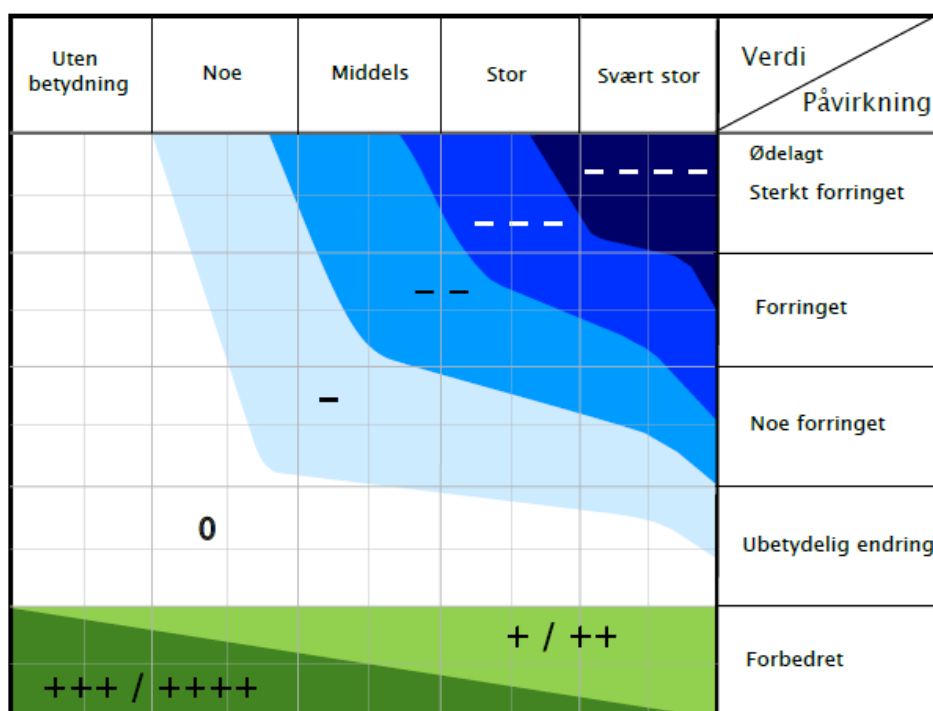 Uten
betydning
Noe
Middels
Stor
Svært stor
Verdi
Påvirkning
Ødelagt
– – – –
Sterkt forringet
– – –
– –
Forringet
–
Noe forringet
0
Ubetydelig endring
+ / ++
Forbedret
+++ / ++++